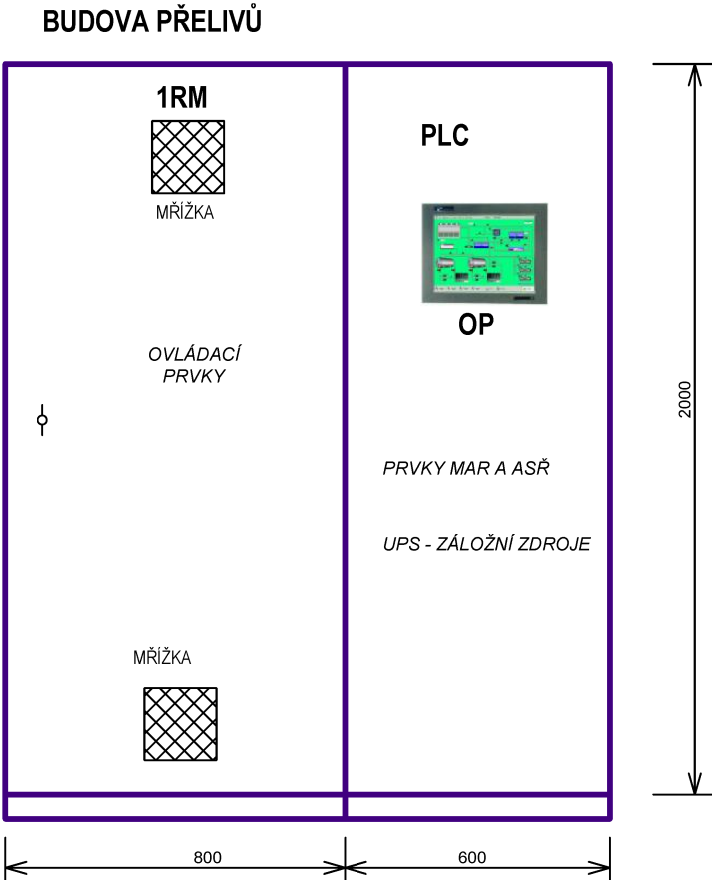 BUDOVA PŘELIVŮ
1RM
MŘÍŽKA
PLC
OP
OVLÁDACÍ
PRVKY
PRVKY MAR A ASŘ
UPS - ZÁLOŽNÍ ZDROJE
MŘÍŽKA
2000
800
600